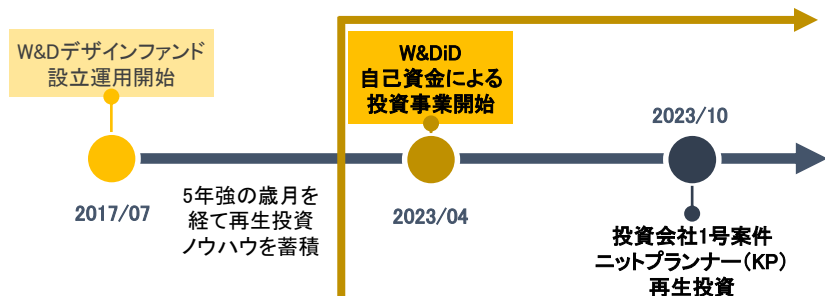 W&Dデザインファンド
設立運用開始
2017/07
5年強の歳月を
経て再生投資
ノウハウを蓄積
W&DiD
自己資金による
投資事業開始
2023/04
2023/10
投資会社1号案件
ニットプランナー(KP)
再生投資